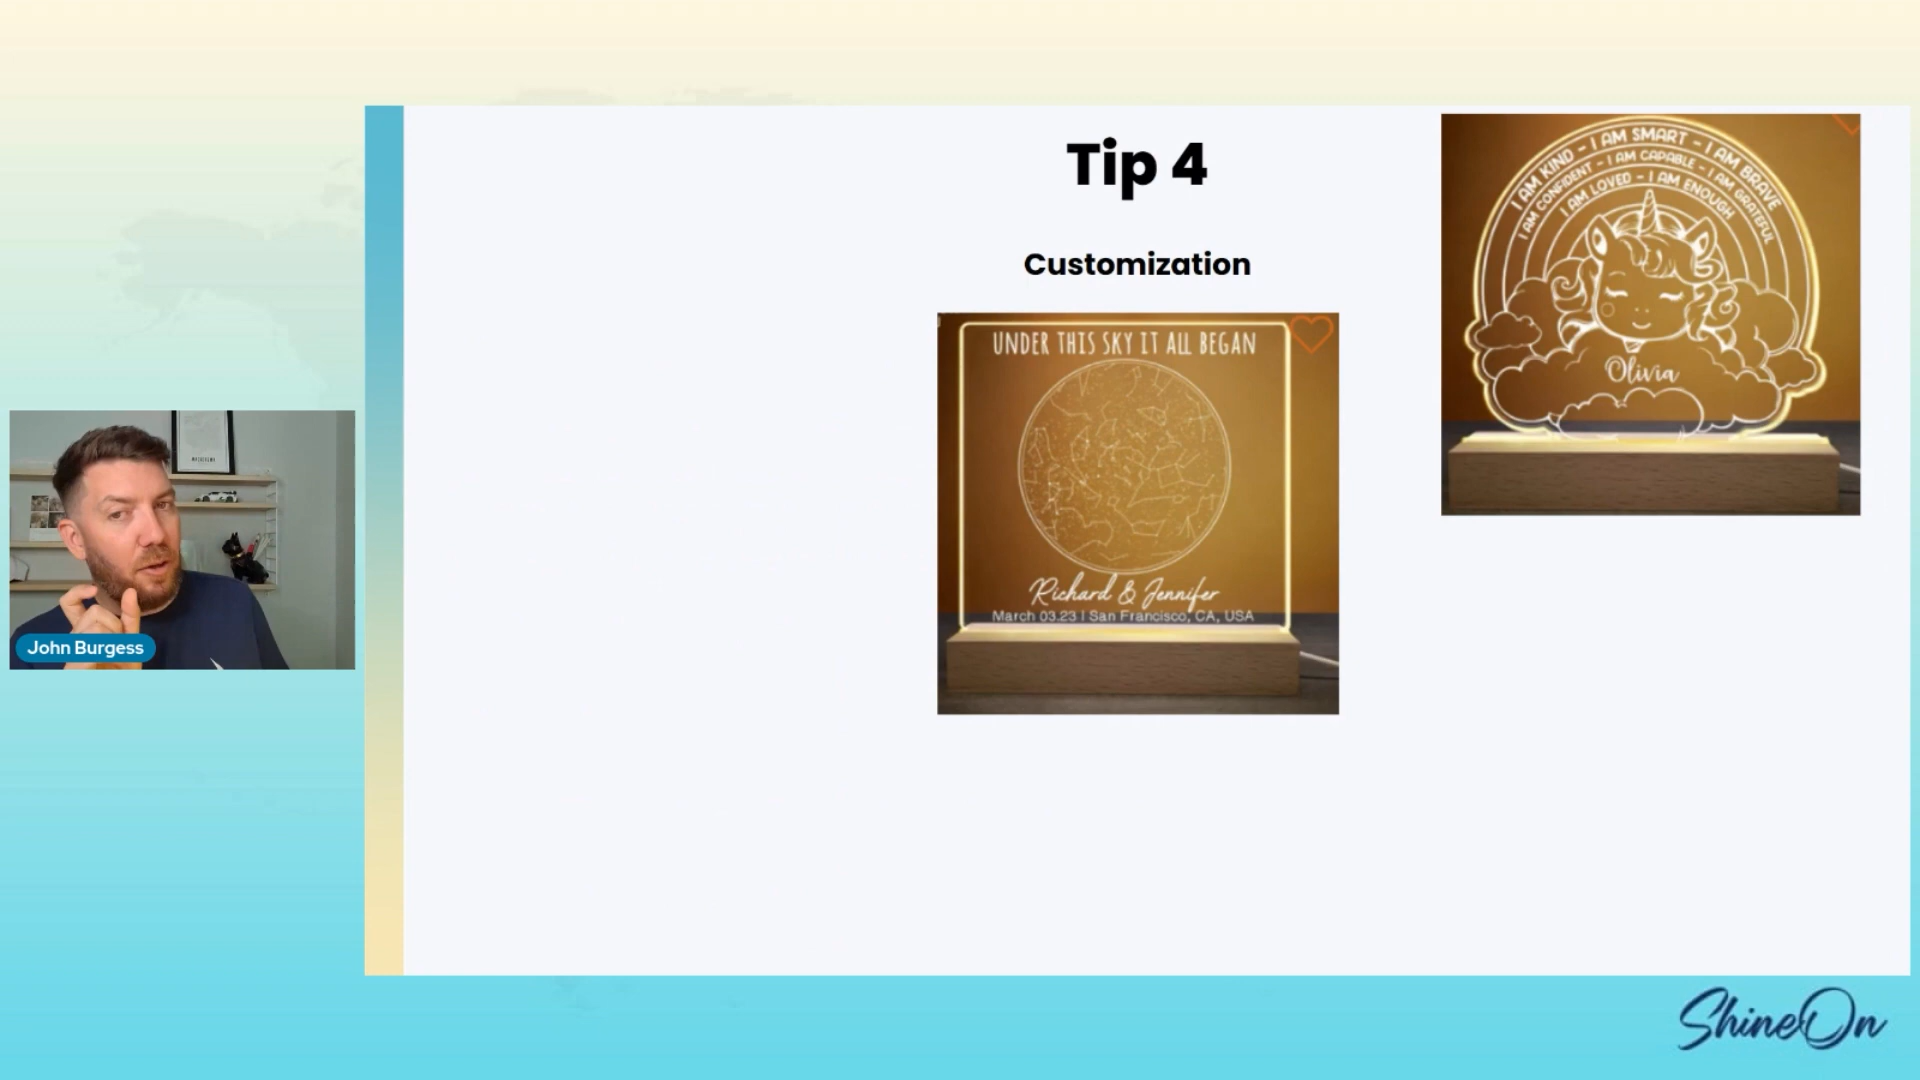 Tip 4
Customization
UNDER THIS SKY IT ALL BEGAN
Richard & Jennifer
March 03.23 | San Francisco, CA, USA
I AM KIND - I AM SMART - I AM BRAVE
I AM CONFIDENT - I AM CAPABLE - I AM GRATEFUL
I AM LOVED - I AM ENOUGH
Olivia
John Burgess
ShineOn